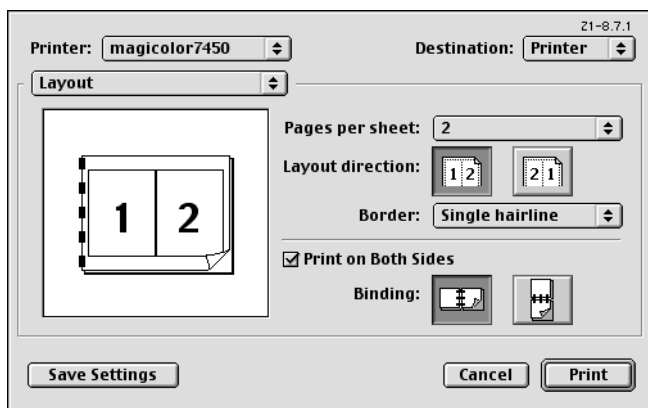 Z1-8.7.1
Printer: magicolor7450 Destination: Printer
Layout
Pages per sheet: 2
Layout direction: 1 2 2 1
1 2
Border: Single hairline
Print on Both Sides
Binding:
Save Settings Cancel Print